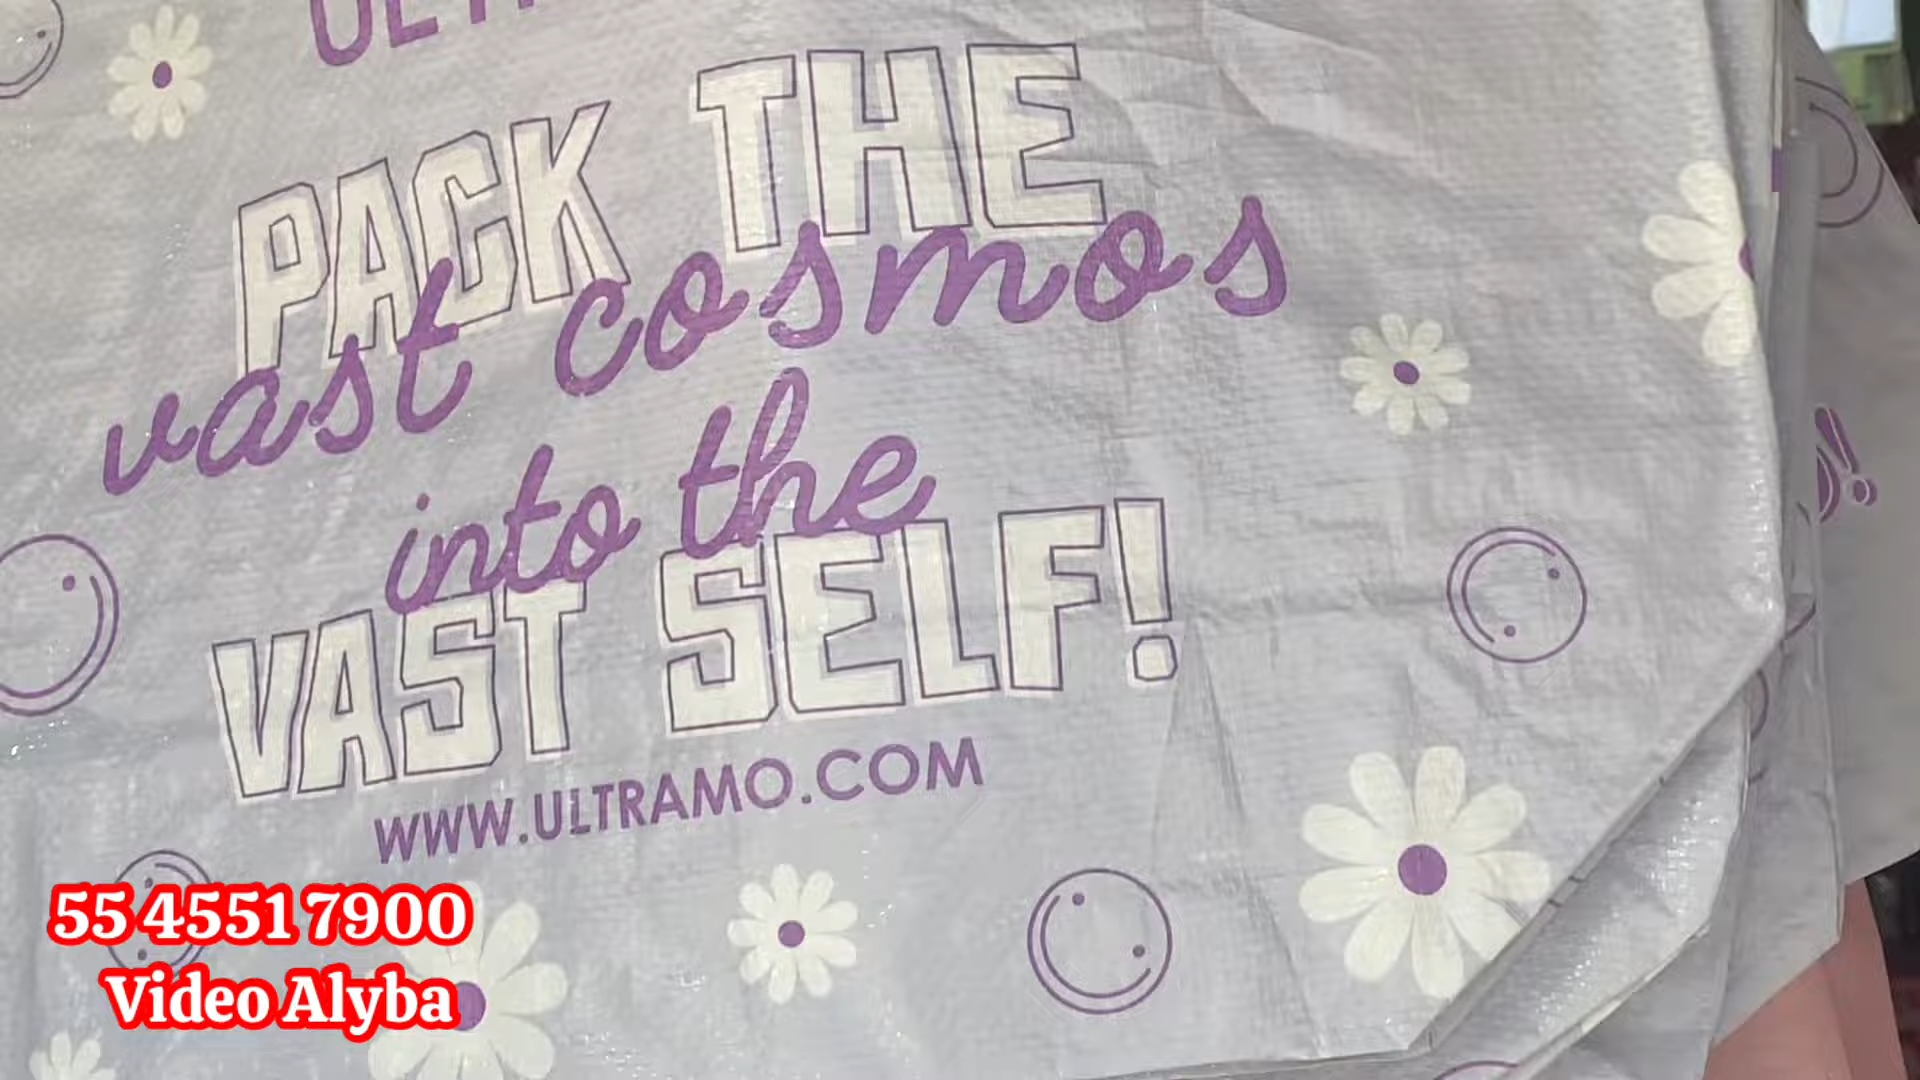 PACK THE
vast cosmos
into the
VAST SELF!
WWW.ULTRAMO.COM
55 4551 7900
Video Alyba